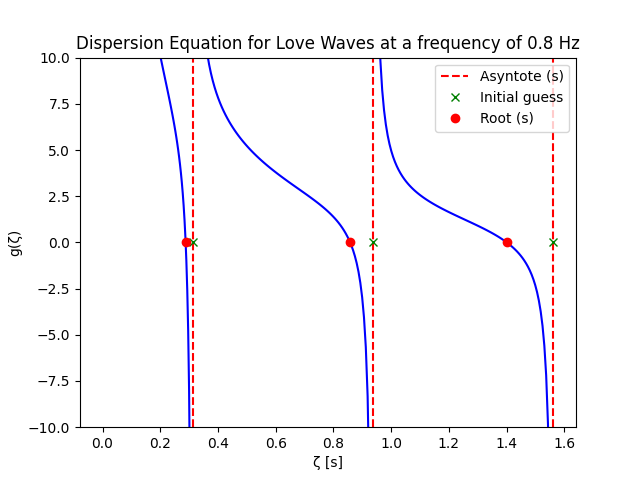 Dispersion Equation for Love Waves at a frequency of 0.8 Hz
10.0
7.5
5.0
2.5
0.0
−2.5
−5.0
−7.5
−10.0
g(ζ)
Asyntote (s)
Initial guess
Root (s)
0.0 0.2 0.4 0.6 0.8 1.0 1.2 1.4 1.6
ζ [s]